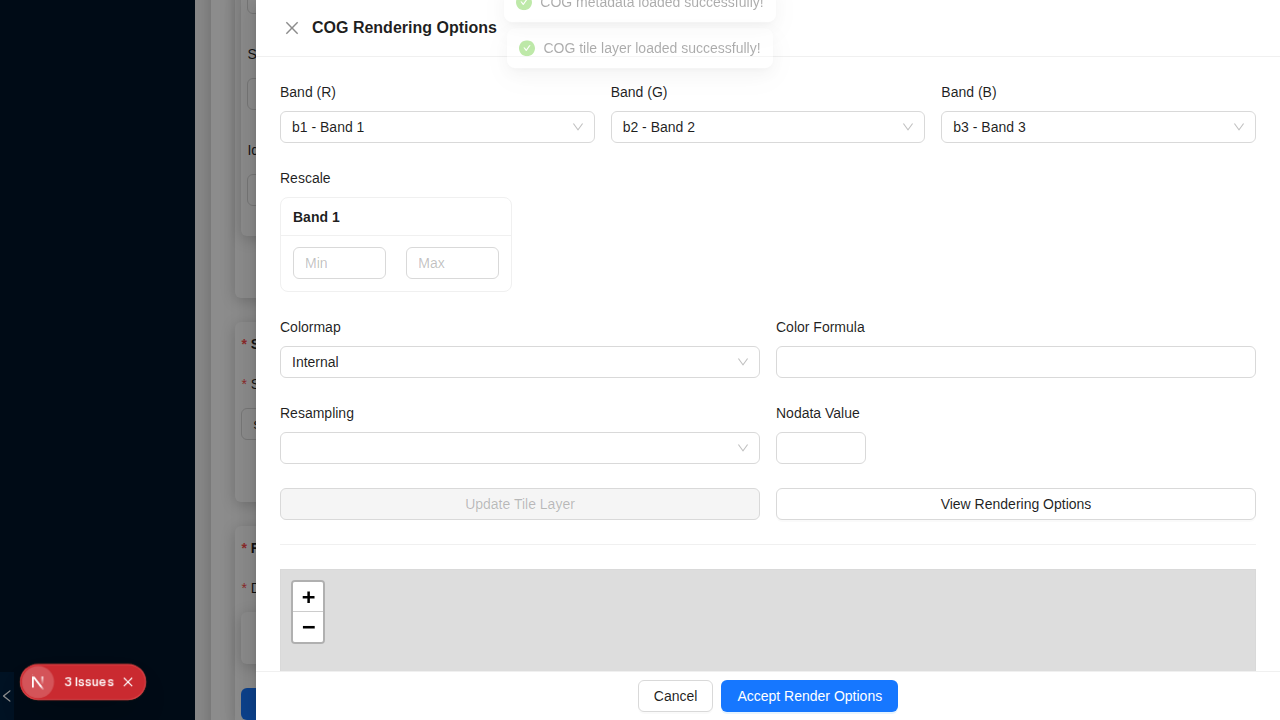 COG metadata loaded successfully!
COG Rendering Options
COG tile layer loaded successfully!
Band (R)
Band (G)
Band (B)
b1 - Band 1
b2 - Band 2
b3 - Band 3
Rescale
Band 1
Min
Max
Colormap
Color Formula
Internal
Resampling
Nodata Value
Update Tile Layer
View Rendering Options
+
−
3 Issues
Cancel
Accept Render Options